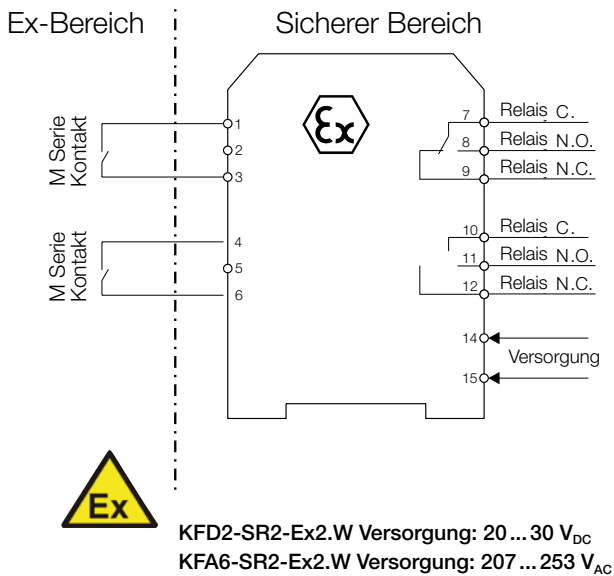 Ex-Bereich
Sicherer Bereich
Ex
M Serie
Kontakt
1
2
3
7 Relais C.
8 Relais N.O.
9 Relais N.C.
M Serie
Kontakt
4
5
6
10 Relais C.
11 Relais N.O.
12 Relais N.C.
14
Versorgung
15
Ex
KFD2-SR2-Ex2.W Versorgung: 20 ... 30 VDC
KFA6-SR2-Ex2.W Versorgung: 207 ... 253 VAC